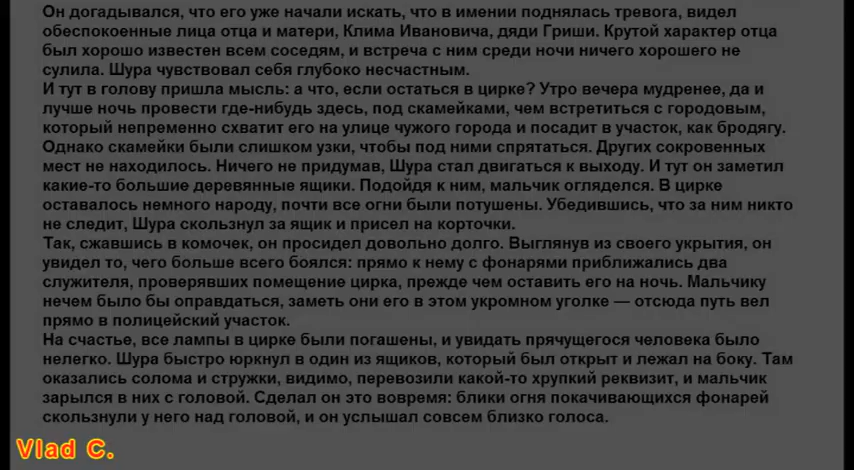 Он догадывался, что его уже начали искать, что в имении поднялась тревога, видел
обеспокоенные лица отца и матери, Клима Ивановича, дяди Гриши. Крутой характер отца
был хорошо известен всем соседям, и встреча с ним среди ночи ничего хорошего не
сулила. Шура чувствовал себя глубоко несчастным.
И тут в голову пришла мысль: а что, если остаться в цирке? Утро вечера мудренее, да и
лучше ночь провести где-нибудь здесь, под скамейками, чем встретиться с городовым,
который непременно схватит его на улице чужого города и посадит в участок, как бродягу.
Однако скамейки были слишком узки, чтобы под ними спрятаться. Других сокровенных
мест не находилось. Ничего не придумав, Шура стал двигаться к выходу. И тут он заметил
какие-то большие деревянные ящики. Подойдя к ним, мальчик огляделся. В цирке
оставалось немного народу, почти все огни были потушены. Убедившись, что за ним никто
не следит, Шура скользнул за ящик и присел на корточки.
Так, сжавшись в комочек, он просидел довольно долго. Выглянув из своего укрытия, он
увидел то, чего больше всего боялся: прямо к нему с фонарями приближались два
служителя, проверявших помещение цирка, прежде чем оставить его на ночь. Мальчику
нечем было бы оправдаться, заметь они его в этом укромном уголке — отсюда путь вел
прямо в полицейский участок.
На счастье, все лампы в цирке были погашены, и увидать прячущегося человека было
нелегко. Шура быстро юркнул в один из ящиков, который был открыт и лежал на боку. Там
оказались солома и стружки, видимо, перевозили какой-то хрупкий реквизит, и мальчик
зарылся в них с головой. Сделал он это вовремя: блики огня покачивающихся фонарей
скользнули у него над головой, и он услышал совсем близко голоса.
Vlad C.